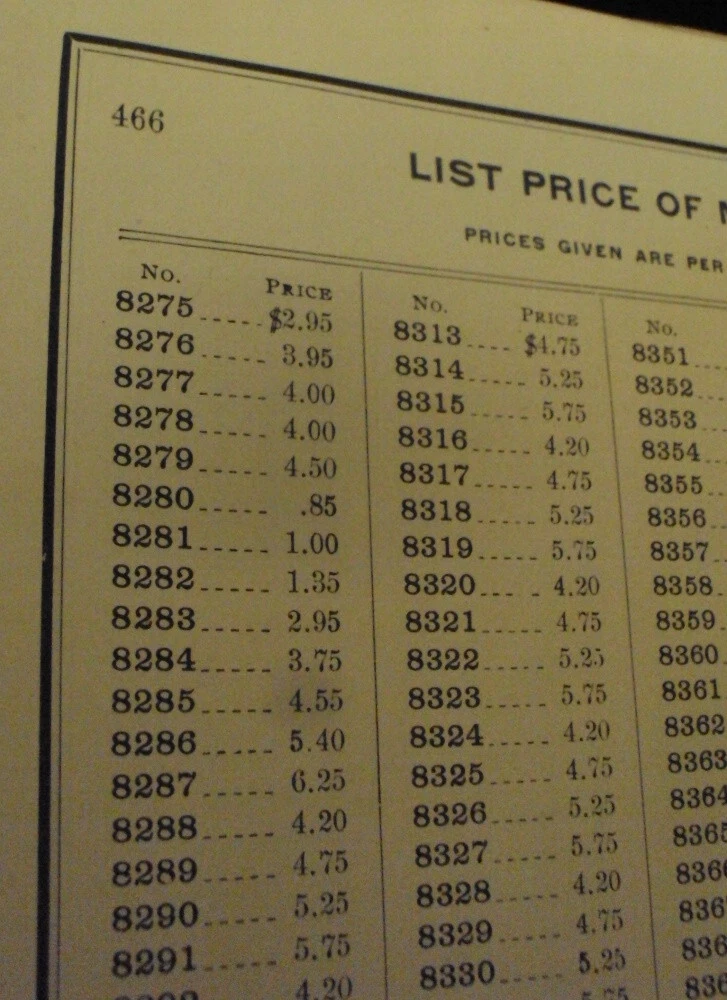 466
LIST PRICE OF
PRICES GIVEN ARE PER
No. PRICE
8275 ..... $2.95
8276 ..... 3.95
8277 ..... 4.00
8278 ..... 4.00
8279 ..... 4.50
8280 ..... .85
8281 ..... 1.00
8282 ..... 1.35
8283 ..... 2.95
8284 ..... 3.75
8285 ..... 4.55
8286 ..... 5.40
8287 ..... 6.25
8288 ..... 4.20
8289 ..... 4.75
8290 ..... 5.25
8291 ..... 5.75
4.20
No. PRICE
8313 .... $4.75
8314 ..... 5.25
8315 ..... 5.75
8316 ..... 4.20
8317 ..... 4.75
8318 ..... 5.25
8319 ..... 5.75
8320 ... . 4.20
8321 ..... 4.75
8322 ..... 5.25
8323 ..... 5.75
8324 ..... 4.20
8325 ..... 4.75
8326 ..... 5.25
8327 ..... 5.75
8328 ..... 4.20
8329 ..... 4.75
8330 ..... 5.25
No.
8351 ...
8352 ...
8353 ..
8354 ..
8355 ..
8356 ..
8357 ..
8358 .
8359 .
8360 .
8361
8362
8363
8364
8365